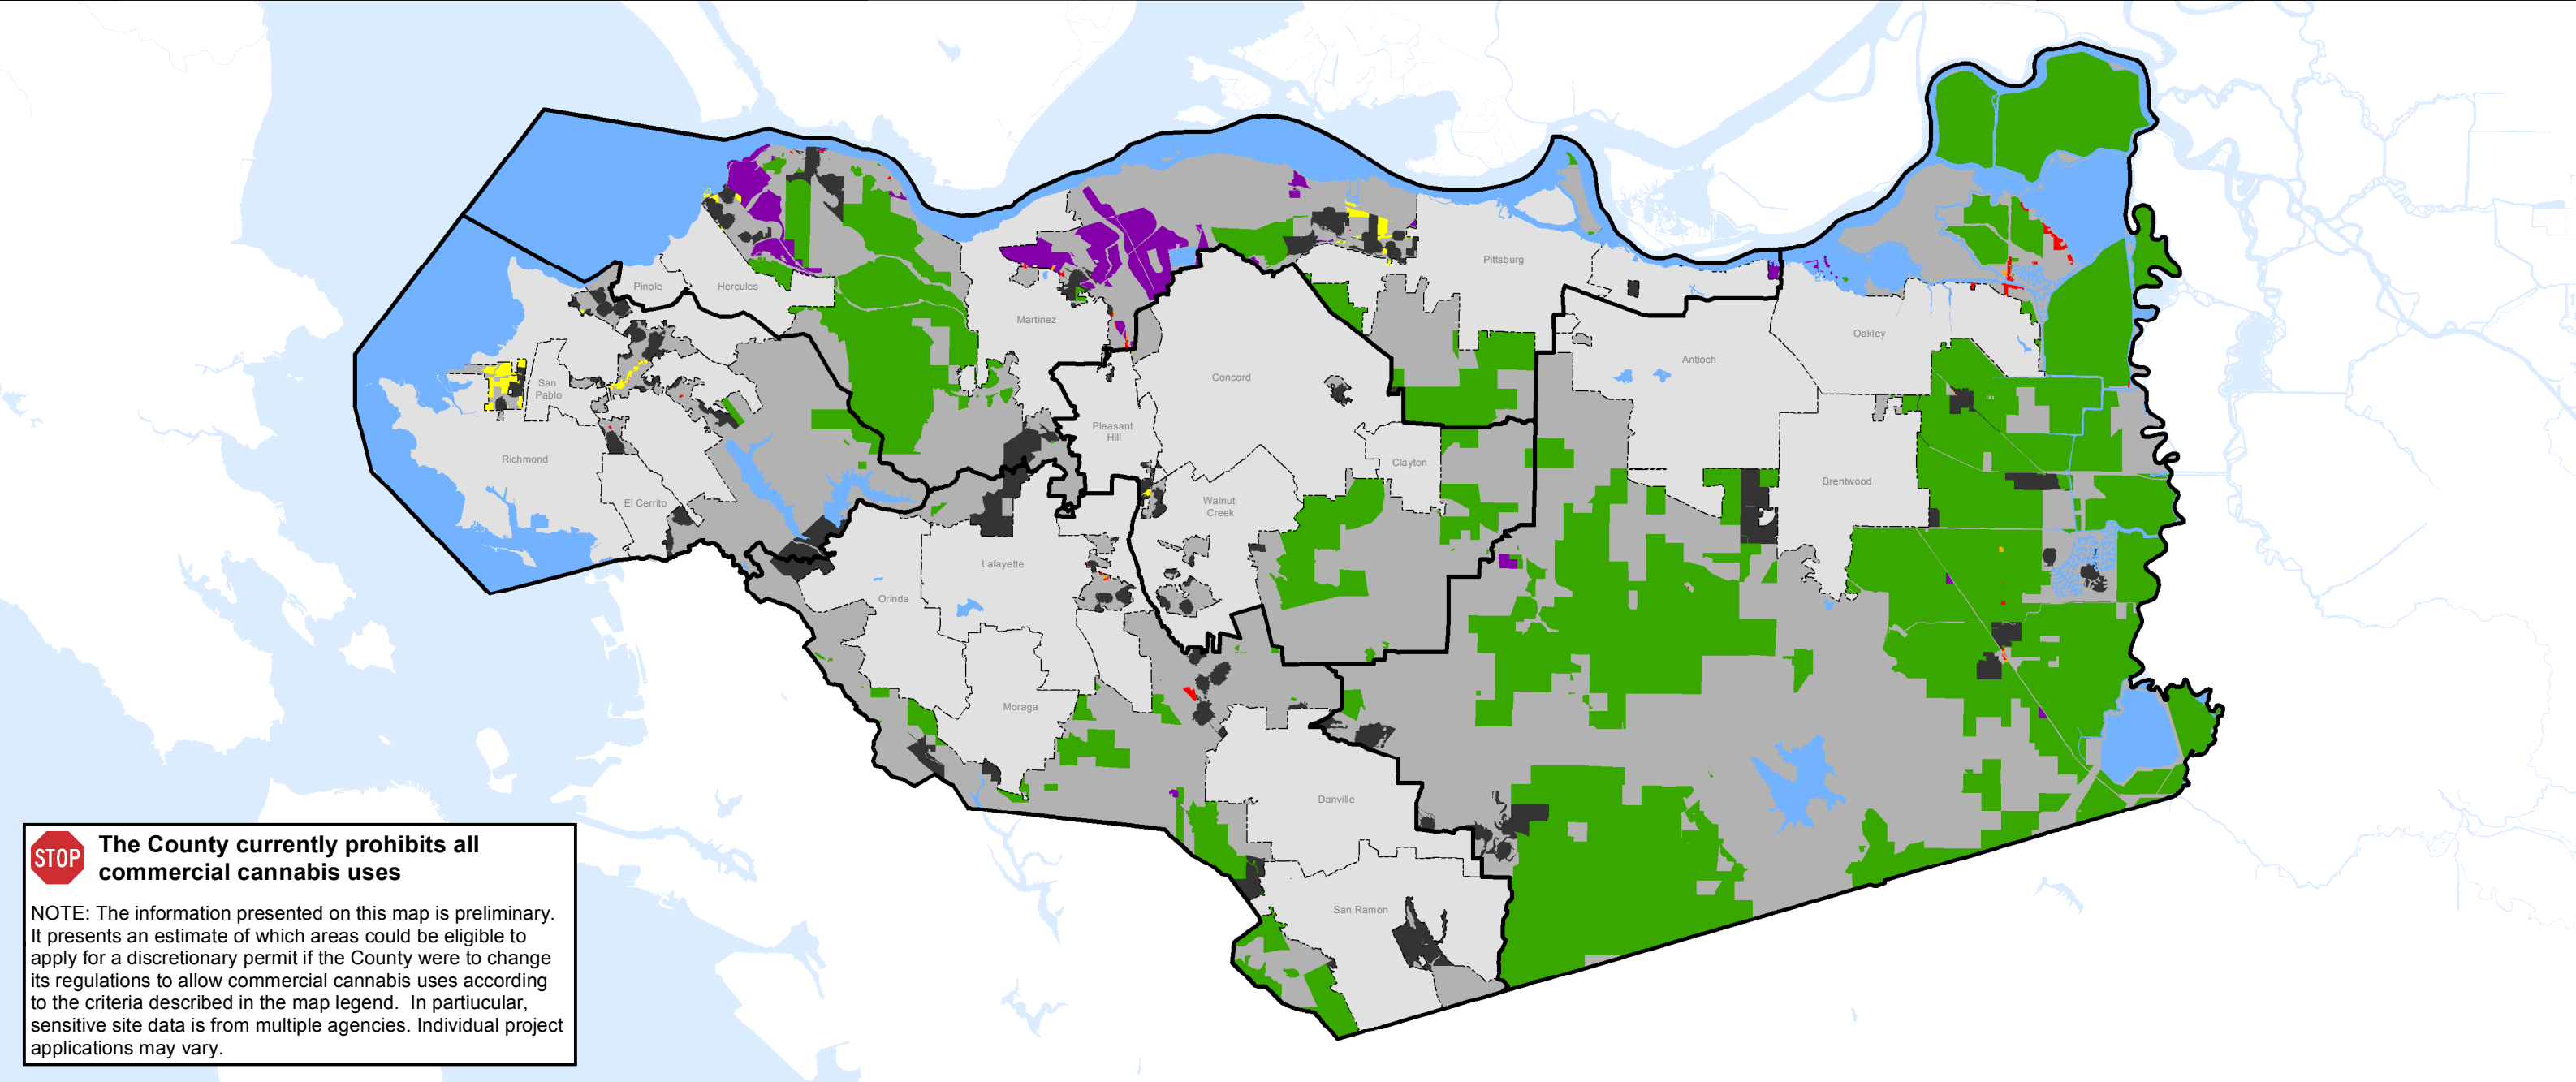 Pittsburg
Pinole
Hercules
Martinez
Oakley
Antioch
Concord
San
Pablo
Pleasant
Hill
Richmond
Clayton
Brentwood
El Cerrito
Walnut
Creek
Lafayette
Orinda
Moraga
Danville
San Ramon
STOP
The County currently prohibits all
commercial cannabis uses
NOTE: The information presented on this map is preliminary.
It presents an estimate of which areas could be eligible to
apply for a discretionary permit if the County were to change
its regulations to allow commercial cannabis uses according
to the criteria described in the map legend.  In partiucular,
sensitive site data is from multiple agencies. Individual project
applications may vary.